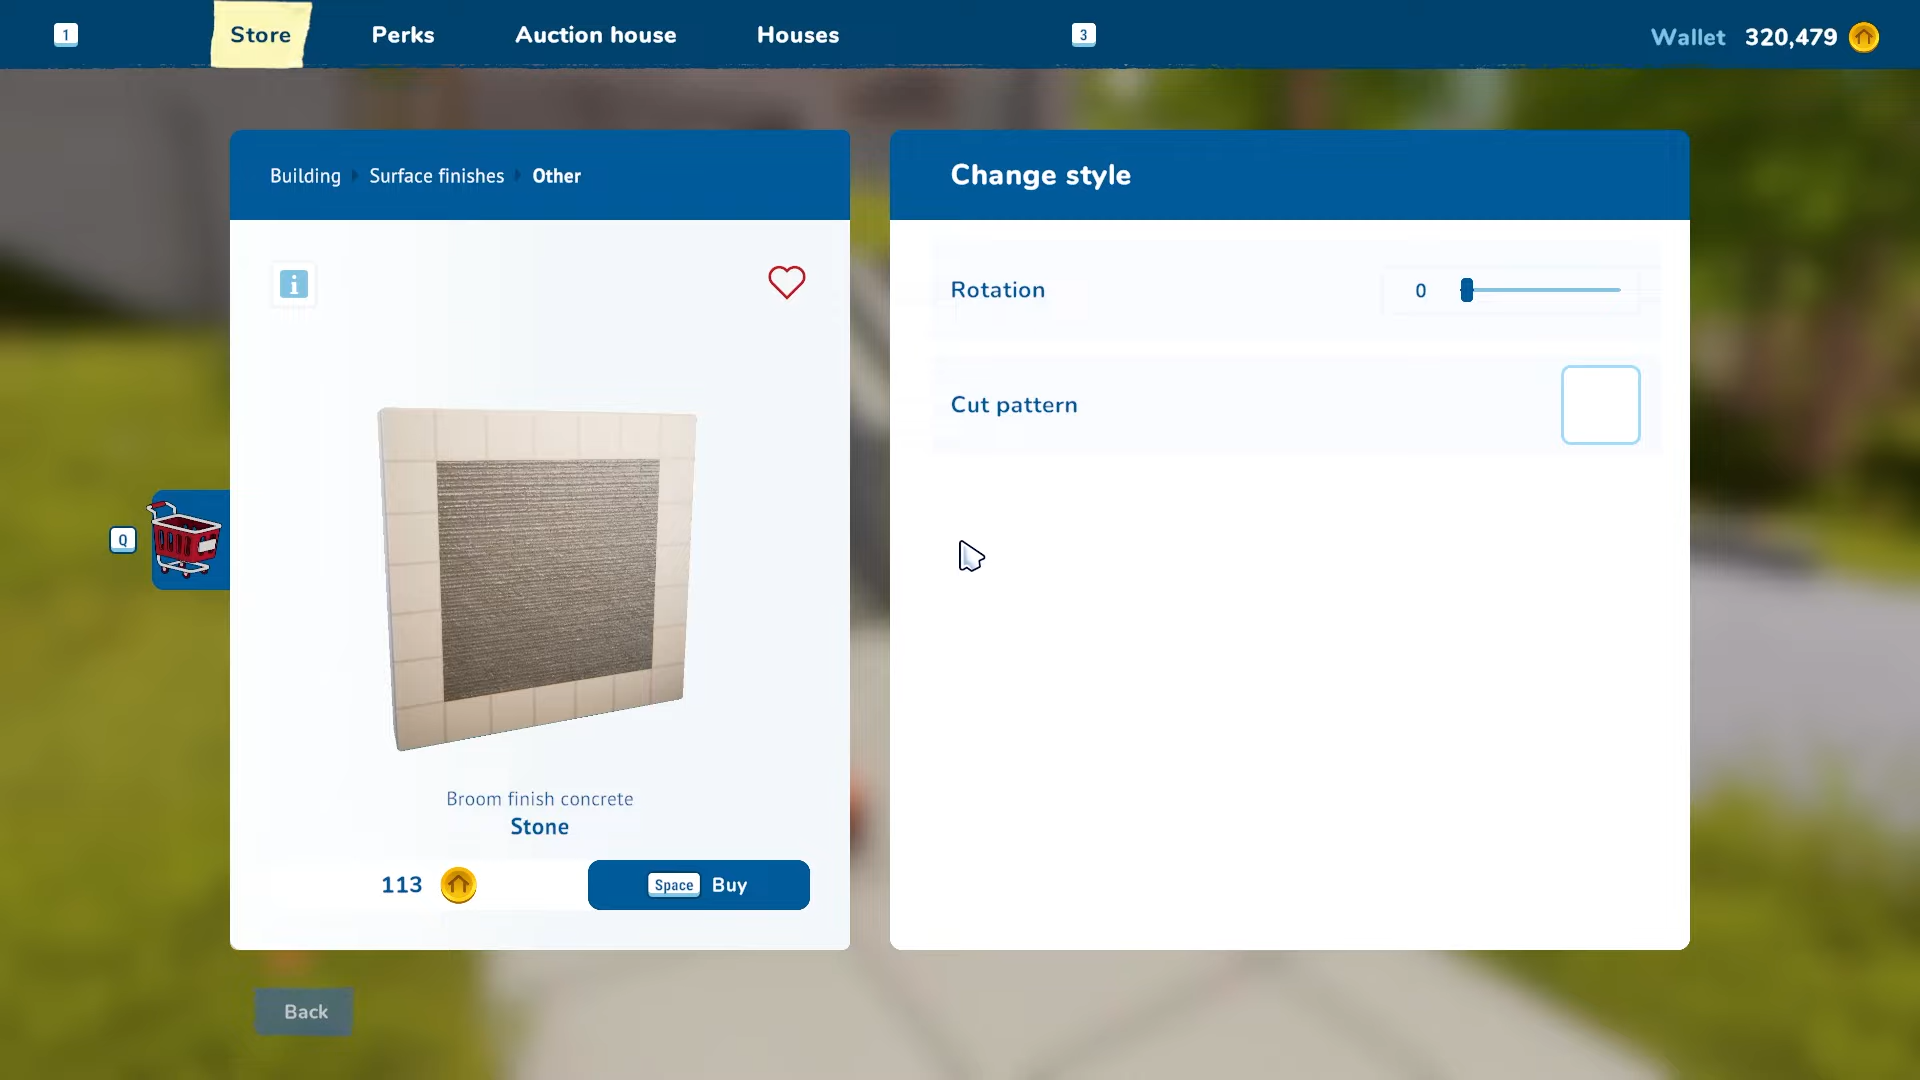 1
Store
Perks
Auction house
Houses
3
Wallet 320,479
Building Surface finishes Other
Change style
i
Rotation
0
Cut pattern
Q
Broom finish concrete
Stone
113
Space Buy
Back